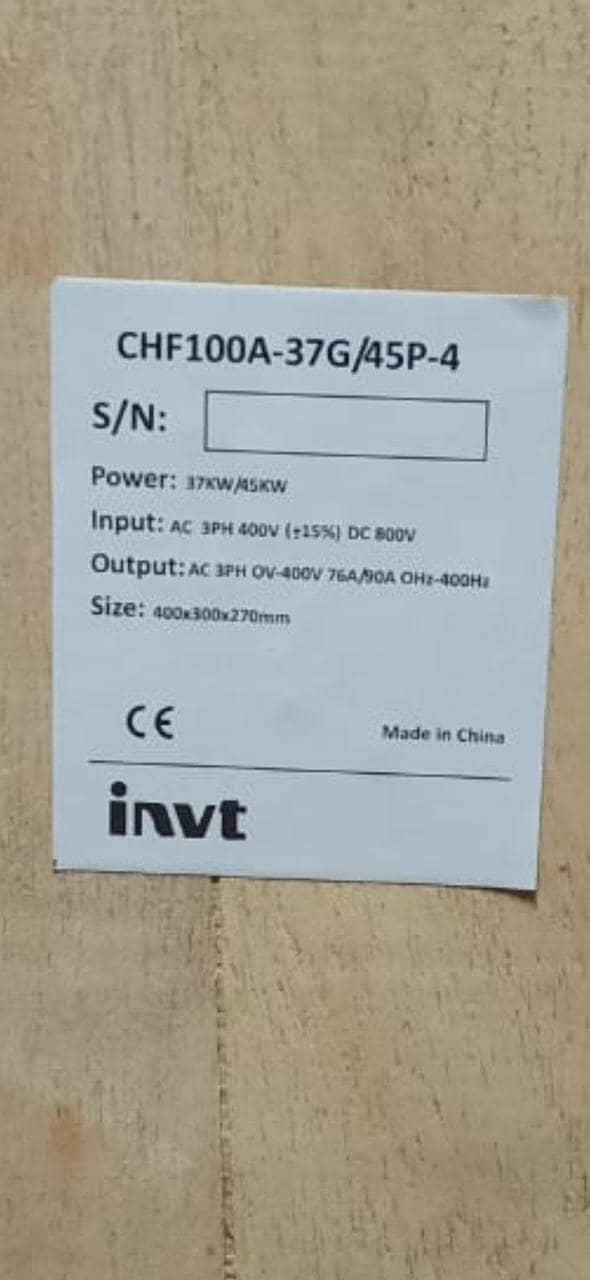 CHF100A-37G/45P-4
S/N:
Power: 37KW/45KW
Input: AC 3PH 400V (±15%) DC 800V
Output: AC 3PH 0V-400V 76A/90A 0Hz-400Hz
Size: 400x300x270mm
CE
Made in China
invt